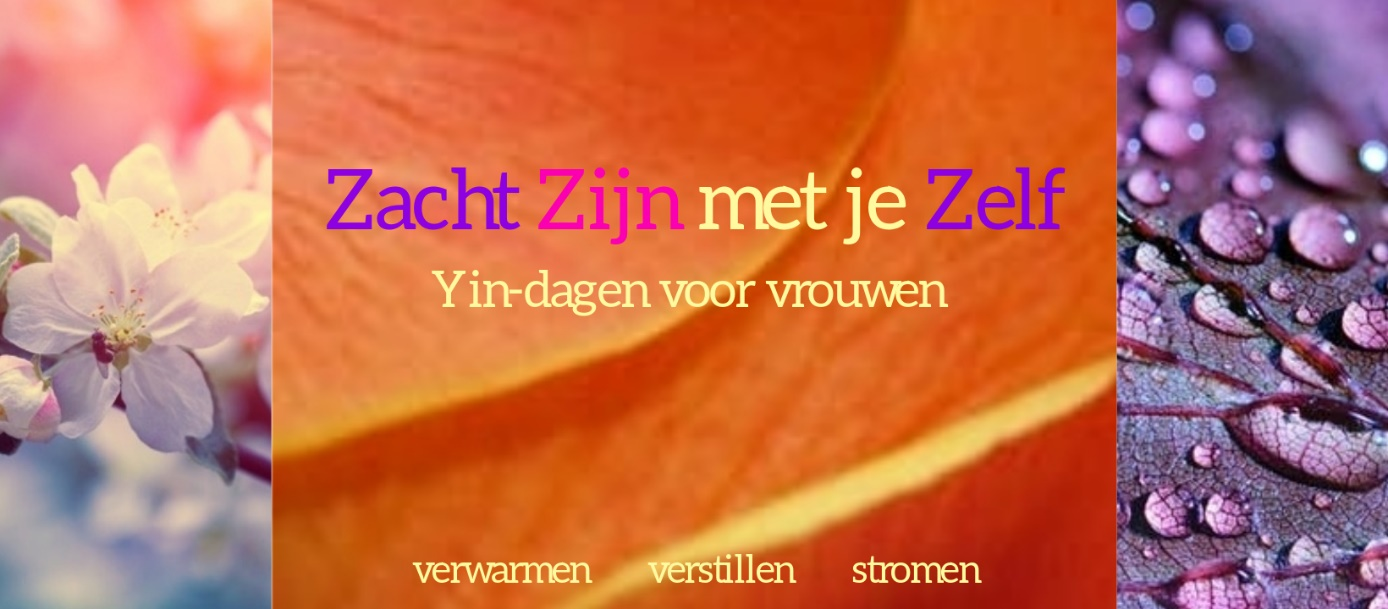 Zacht Zijn met je Zelf
Yin-dagen voor vrouwen
verwarmen verstillen stromen